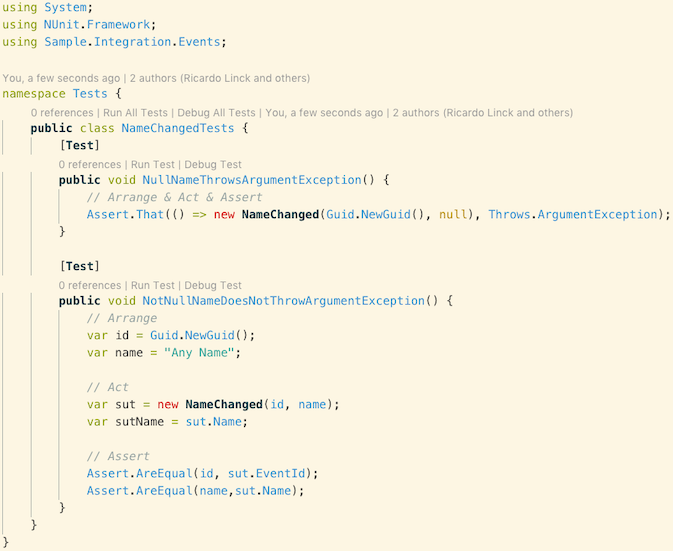 using System;
using NUnit.Framework;
using Sample.Integration.Events;
You, a few seconds ago | 2 authors (Ricardo Linck and others)
namespace Tests {
0 references | Run All Tests | Debug All Tests | You, a few seconds ago | 2 authors (Ricardo Linck and others)
public class NameChangedTests {
[Test]
0 references | Run Test | Debug Test
public void NullNameThrowsArgumentException() {
// Arrange & Act & Assert
Assert.That(() => new NameChanged(Guid.NewGuid(), null), Throws.ArgumentException);
}
[Test]
0 references | Run Test | Debug Test
public void NotNullNameDoesNotThrowArgumentException() {
// Arrange
var id = Guid.NewGuid();
var name = "Any Name";
// Act
var sut = new NameChanged(id, name);
var sutName = sut.Name;
// Assert
Assert.AreEqual(id, sut.EventId);
Assert.AreEqual(name,sut.Name);
}
}
}